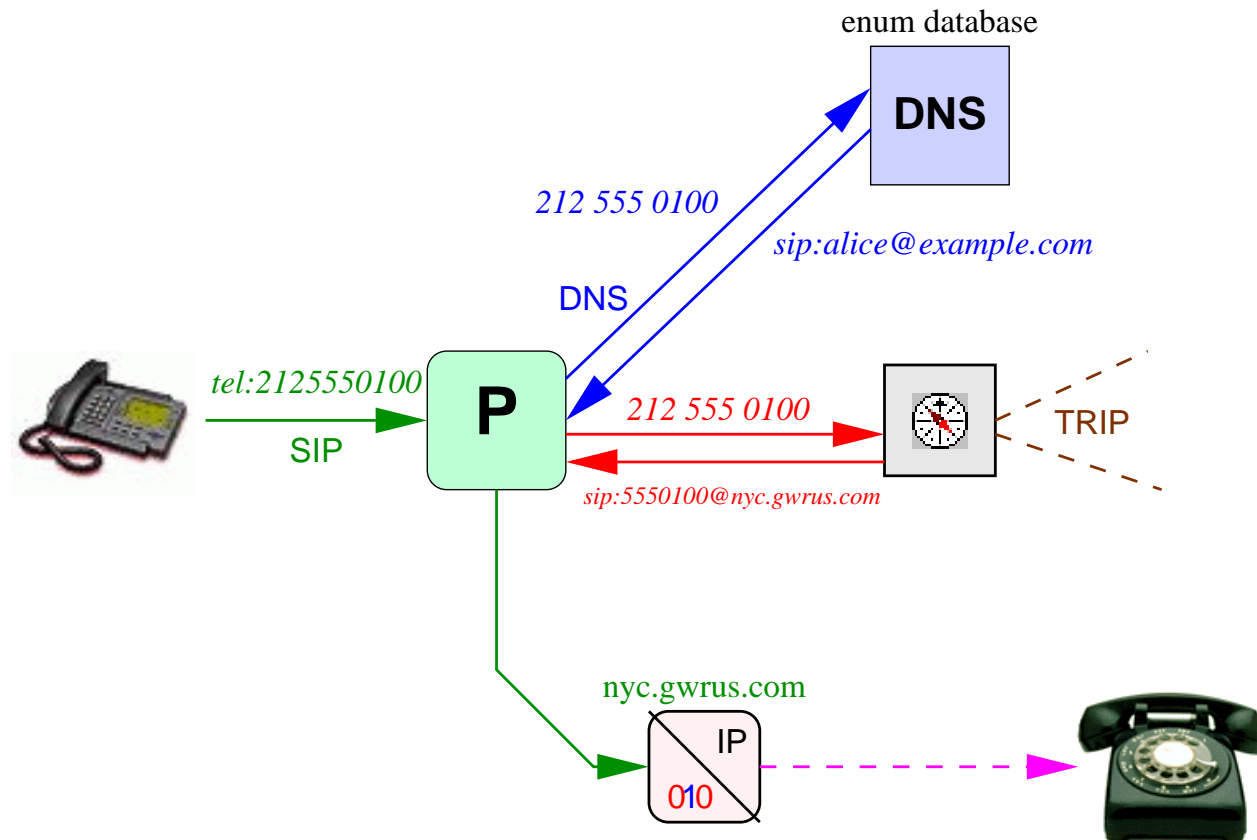 enum database
DNS
212 555 0100
sip:alice@example.com
DNS
tel:2125550100
SIP
P
212 555 0100
TRIP
sip:5550100@nyc.gwrus.com
nyc.gwrus.com
IP
010